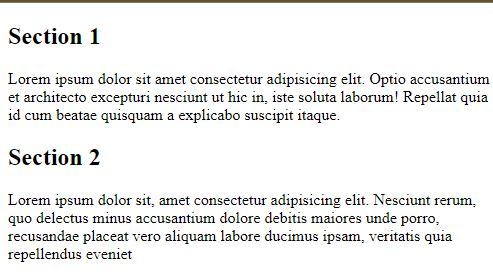 Section 1
Lorem ipsum dolor sit amet consectetur adipisicing elit. Optio accusantium
et architecto excepturi nesciunt ut hic in, iste soluta laborum! Repellat quia
id cum beatae quisquam a explicabo suscipit itaque.
Section 2
Lorem ipsum dolor sit, amet consectetur adipisicing elit. Nesciunt rerum,
quo delectus minus accusantium dolore debitis maiores unde porro,
recusandae placeat vero aliquam labore ducimus ipsam, veritatis quia
repellendus eveniet